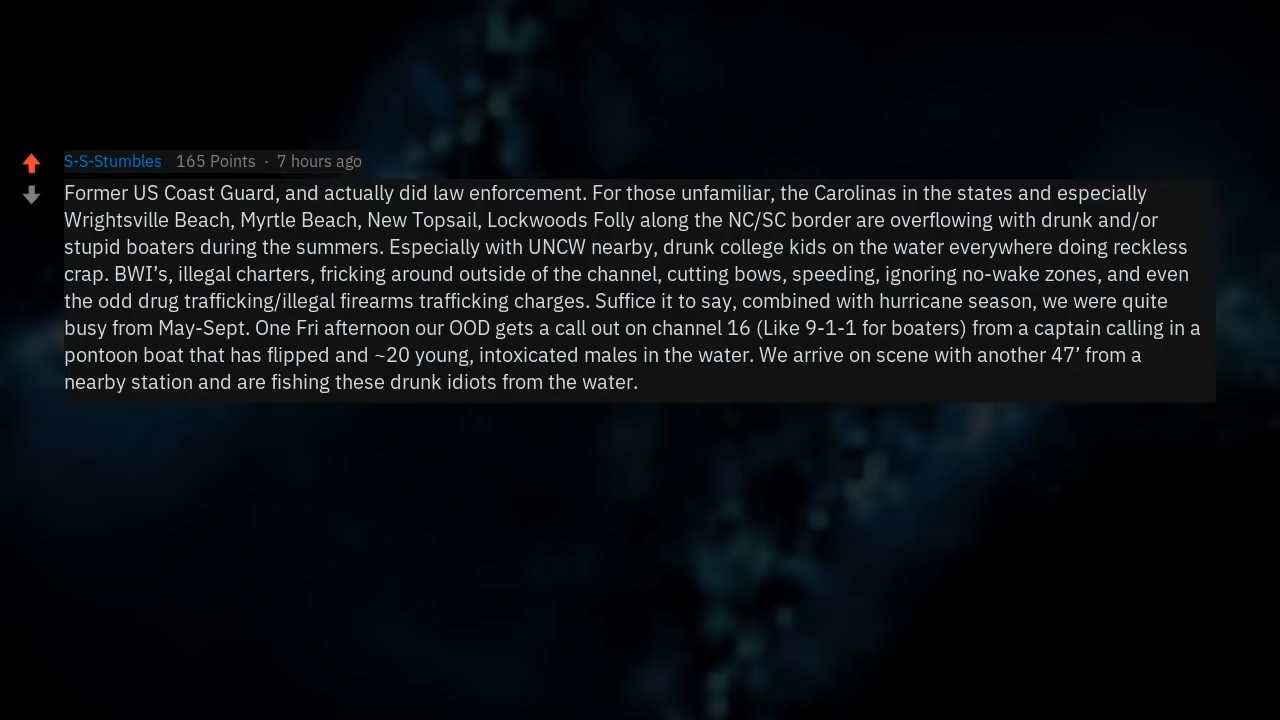 S-S-Stumbles 165 Points · 7 hours ago
Former US Coast Guard, and actually did law enforcement. For those unfamiliar, the Carolinas in the states and especially
Wrightsville Beach, Myrtle Beach, New Topsail, Lockwoods Folly along the NC/SC border are overflowing with drunk and/or
stupid boaters during the summers. Especially with UNCW nearby, drunk college kids on the water everywhere doing reckless
crap. BWI’s, illegal charters, fricking around outside of the channel, cutting bows, speeding, ignoring no-wake zones, and even
the odd drug trafficking/illegal firearms trafficking charges. Suffice it to say, combined with hurricane season, we were quite
busy from May-Sept. One Fri afternoon our OOD gets a call out on channel 16 (Like 9-1-1 for boaters) from a captain calling in a
pontoon boat that has flipped and ~20 young, intoxicated males in the water. We arrive on scene with another 47’ from a
nearby station and are fishing these drunk idiots from the water.